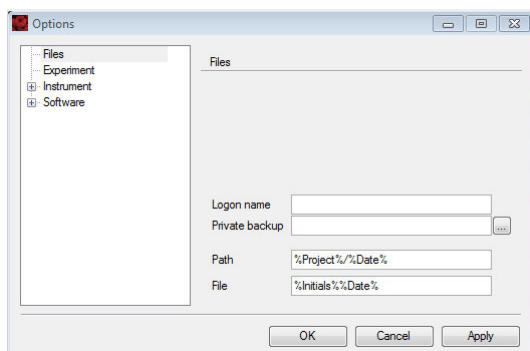 Options
Files
Experiment
Instrument
Software
Files
Logon name
Private backup
...
Path %Project%/%Date%
File %Initials%%Date%
OK Cancel Apply